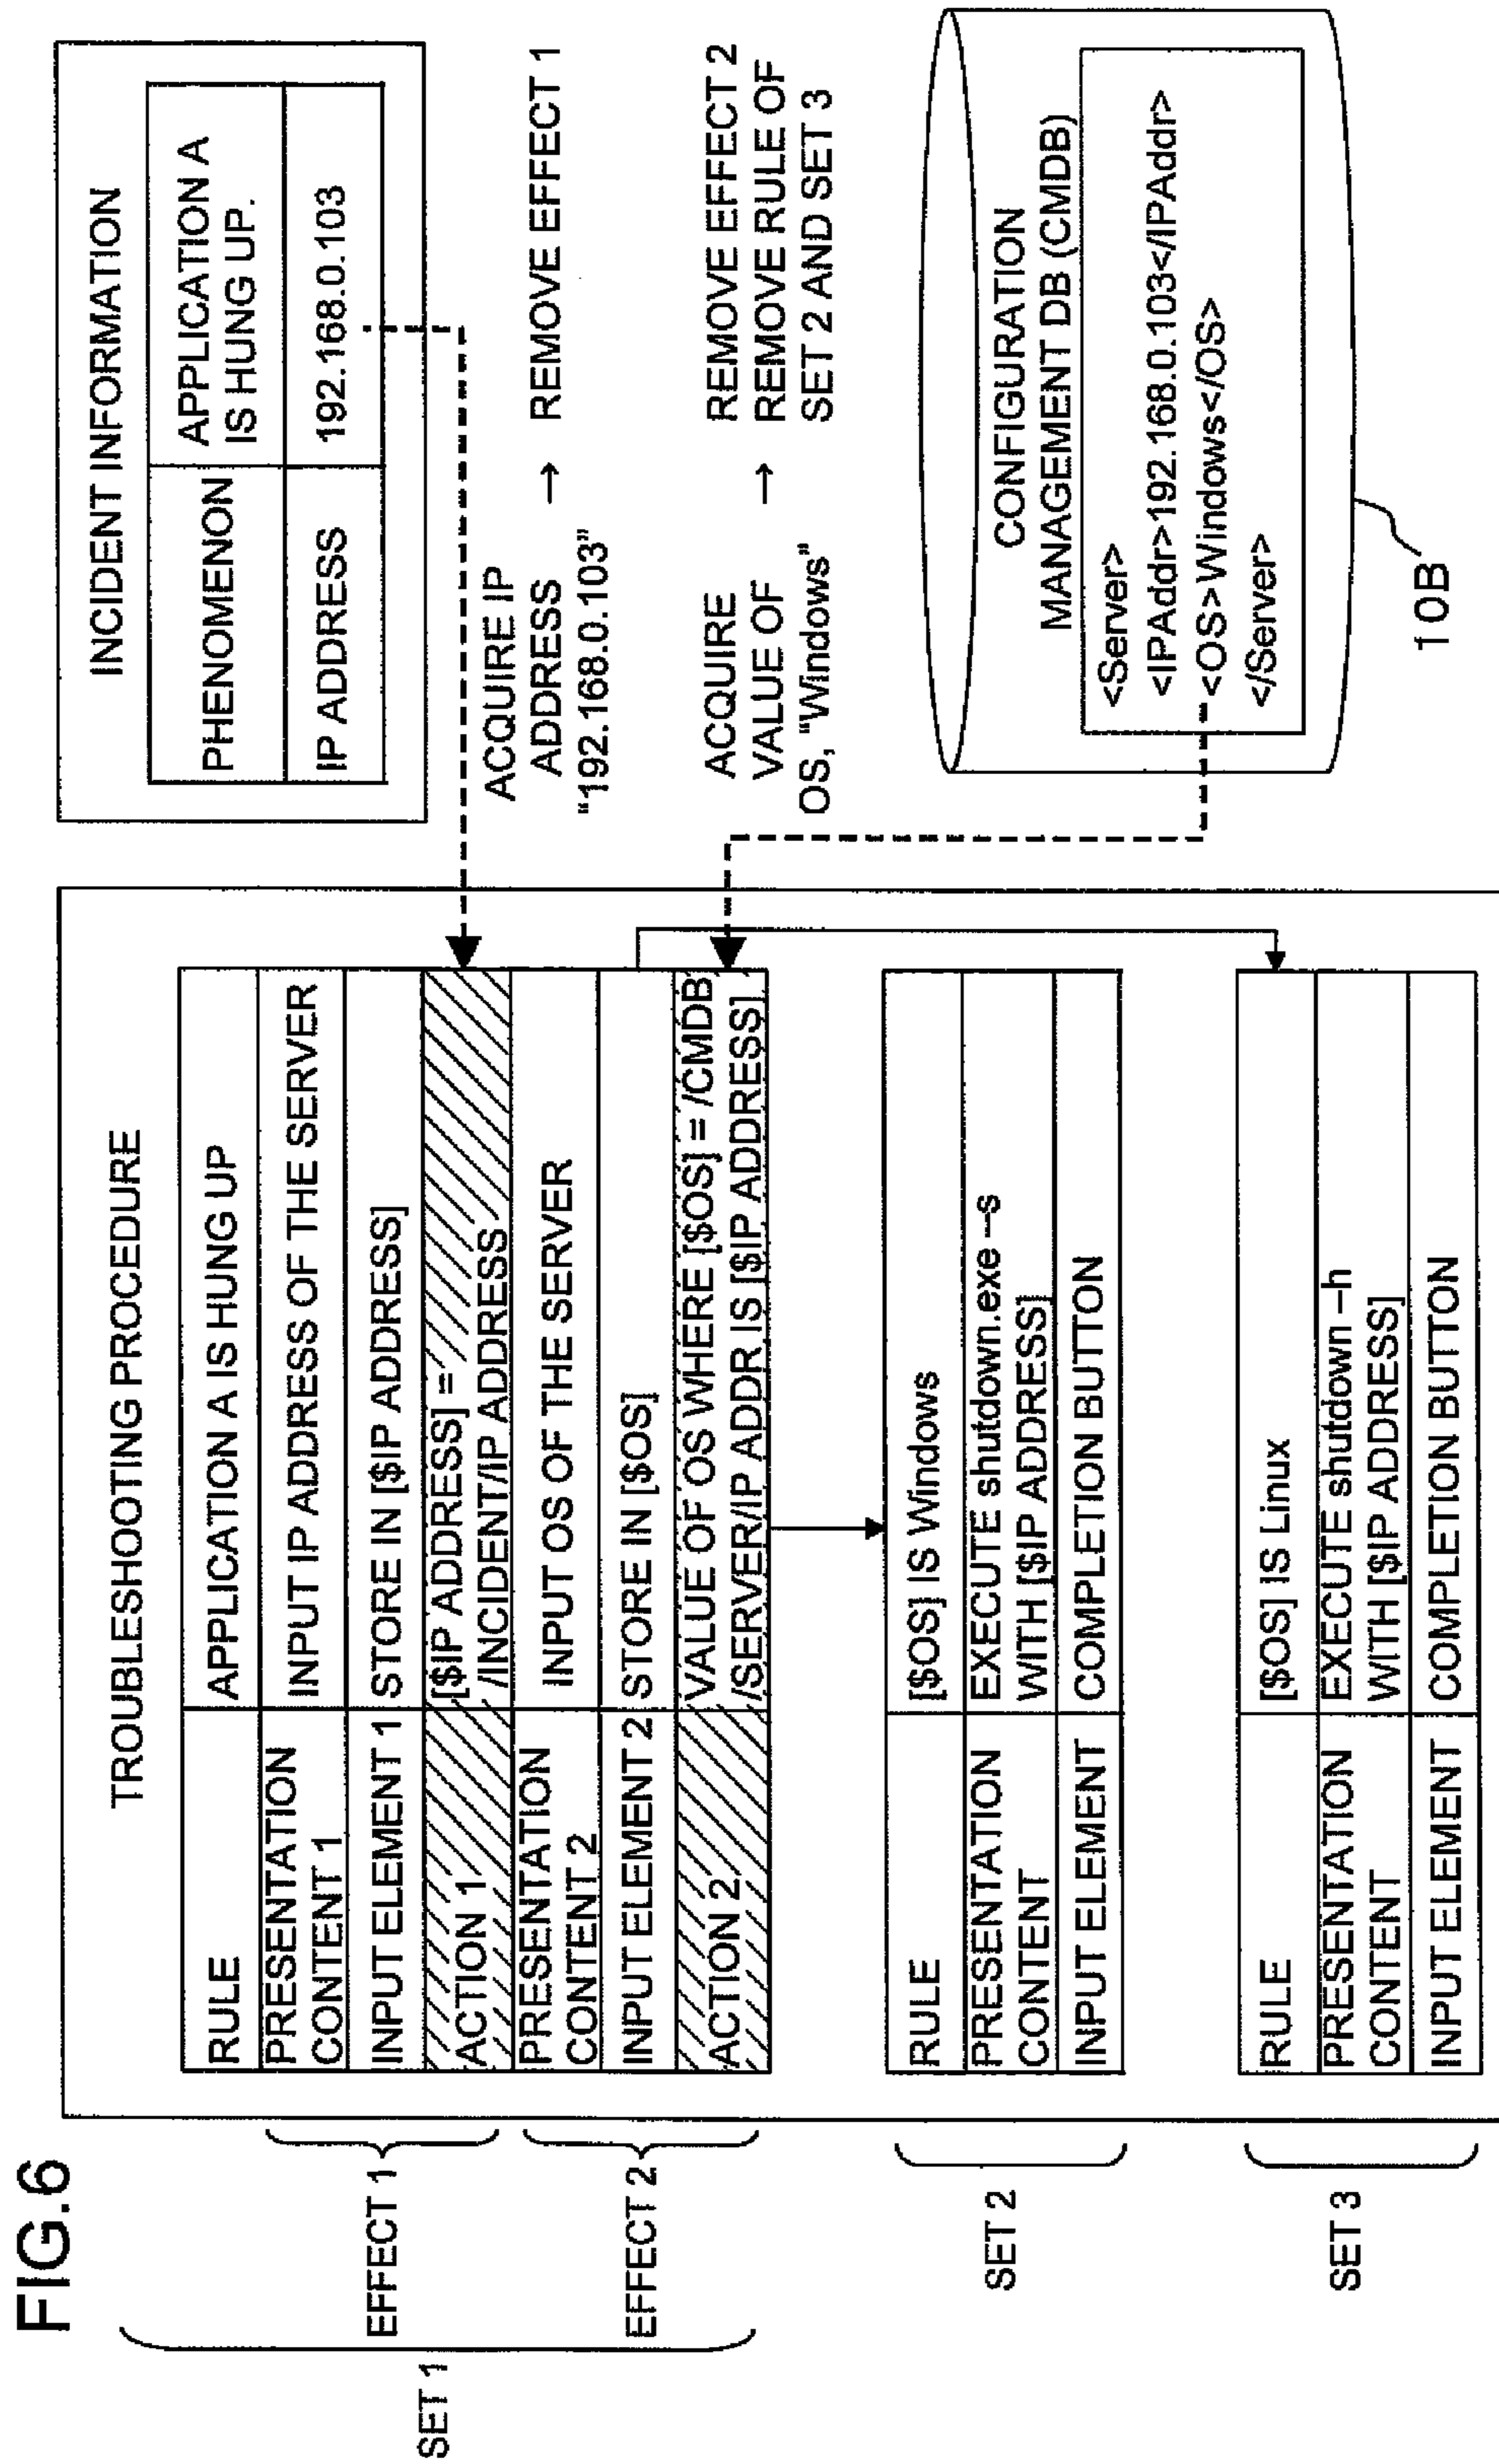 FIG.6
TROUBLESHOOTING PROCEDURE
SET 1
EFFECT 1
EFFECT 2
RULE
APPLICATION A IS HUNG UP
PRESENTATION
CONTENT 1
INPUT IP ADDRESS OF THE SERVER
INPUT ELEMENT 1
STORE IN [$IP ADDRESS]
ACTION 1
[$IP ADDRESS] =
/INCIDENT/IP ADDRESS
PRESENTATION
CONTENT 2
INPUT OS OF THE SERVER
INPUT ELEMENT 2
STORE IN [$OS]
ACTION 2
VALUE OF OS WHERE [$OS] = /CMDB
/SERVER/IP ADDR IS [$IP ADDRESS]
SET 2
RULE
[$OS] IS Windows
PRESENTATION
CONTENT
EXECUTE shutdown.exe --s
WITH [$IP ADDRESS]
INPUT ELEMENT
COMPLETION BUTTON
SET 3
RULE
[$OS] IS Linux
PRESENTATION
CONTENT
EXECUTE shutdown –h
WITH [$IP ADDRESS]
INPUT ELEMENT
COMPLETION BUTTON
INCIDENT INFORMATION
PHENOMENON
APPLICATION A
IS HUNG UP.
IP ADDRESS
192.168.0.103
ACQUIRE IP
ADDRESS → REMOVE EFFECT 1
“192.168.0.103”
ACQUIRE
VALUE OF →
OS, “Windows”
REMOVE EFFECT 2
REMOVE RULE OF
SET 2 AND SET 3
CONFIGURATION
MANAGEMENT DB (CMDB)
<Server>
<IPAddr>192.168.0.103</IPAddr>
<OS>Windows</OS>
</Server>
10B